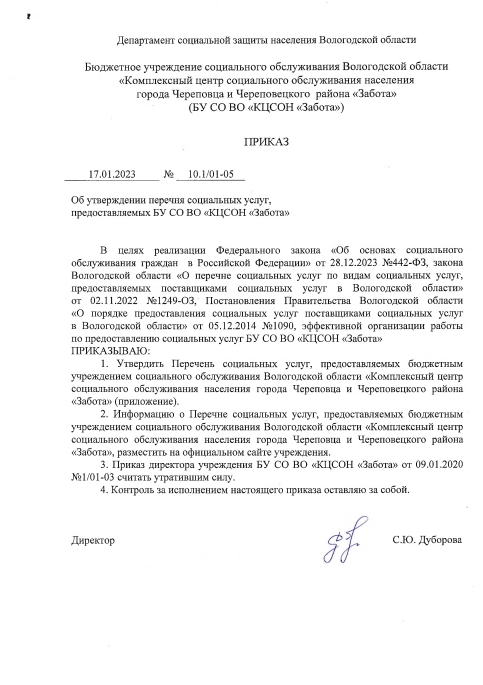 Департамент социальной защиты населения Вологодской области
Бюджетное учреждение социального обслуживания Вологодской области
«Комплексный центр социального обслуживания населения
города Череповца и Череповецкого района «Забота»
(БУ СО ВО «КЦСОН «Забота»)
ПРИКАЗ
17.01.2023 № 10.1/01-05
Об утверждении перечня социальных услуг,
предоставляемых БУ СО ВО «КЦСОН «Забота»
В целях реализации Федерального закона «Об основах социального
обслуживания граждан в Российской Федерации» от 28.12.2023 №442-ФЗ, закона
Вологодской области «О перечне социальных услуг по видам социальных услуг,
предоставляемых поставщиками социальных услуг в Вологодской области»
от 02.11.2022 №1249-ОЗ, Постановления Правительства Вологодской области
«О порядке предоставления социальных услуг поставщиками социальных услуг
в Вологодской области» от 05.12.2014 №1090, эффективной организации работы
по предоставлению социальных услуг БУ СО ВО «КЦСОН «Забота»
ПРИКАЗЫВАЮ:
1. Утвердить Перечень социальных услуг, предоставляемых бюджетным
учреждением социального обслуживания Вологодской области «Комплексный центр
социального обслуживания населения города Череповца и Череповецкого района
«Забота» (приложение).
2. Информацию о Перечне социальных услуг, предоставляемых бюджетным
учреждением социального обслуживания Вологодской области «Комплексный центр
социального обслуживания населения города Череповца и Череповецкого района
«Забота», разместить на официальном сайте учреждения.
3. Приказ директора учреждения БУ СО ВО «КЦСОН «Забота» от 09.01.2020
№1/01-03 считать утратившим силу.
4. Контроль за исполнением настоящего приказа оставляю за собой.
Директор С.Ю. Дуборова